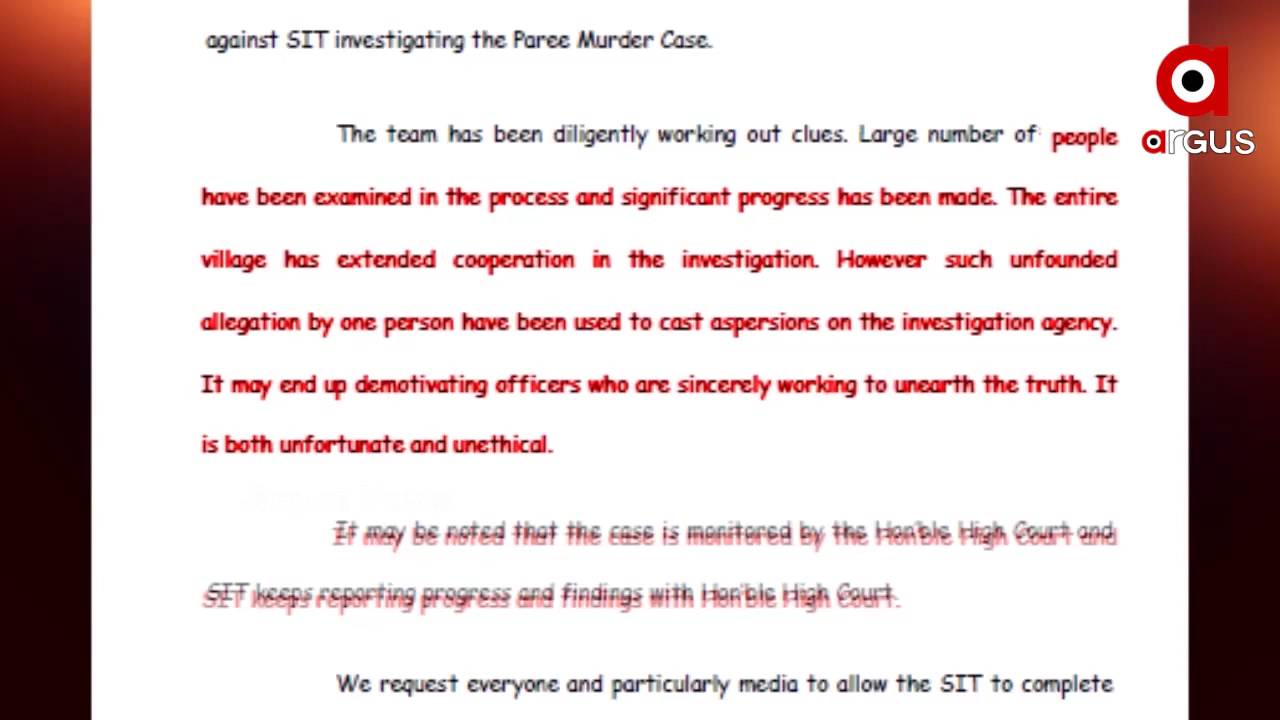 against SIT investigating the Paree Murder Case.
argus
The team has been diligently working out clues. Large number of people
have been examined in the process and significant progress has been made. The entire
village has extended cooperation in the investigation. However such unfounded
allegation by one person have been used to cast aspersions on the investigation agency.
It may end up demotivating officers who are sincerely working to unearth the truth. It
is both unfortunate and unethical.
It may be noted that the case is monitored by the Hon'ble High Court and
SIT keeps reporting progress and findings with Hon'ble High Court.
We request everyone and particularly media to allow the SIT to complete